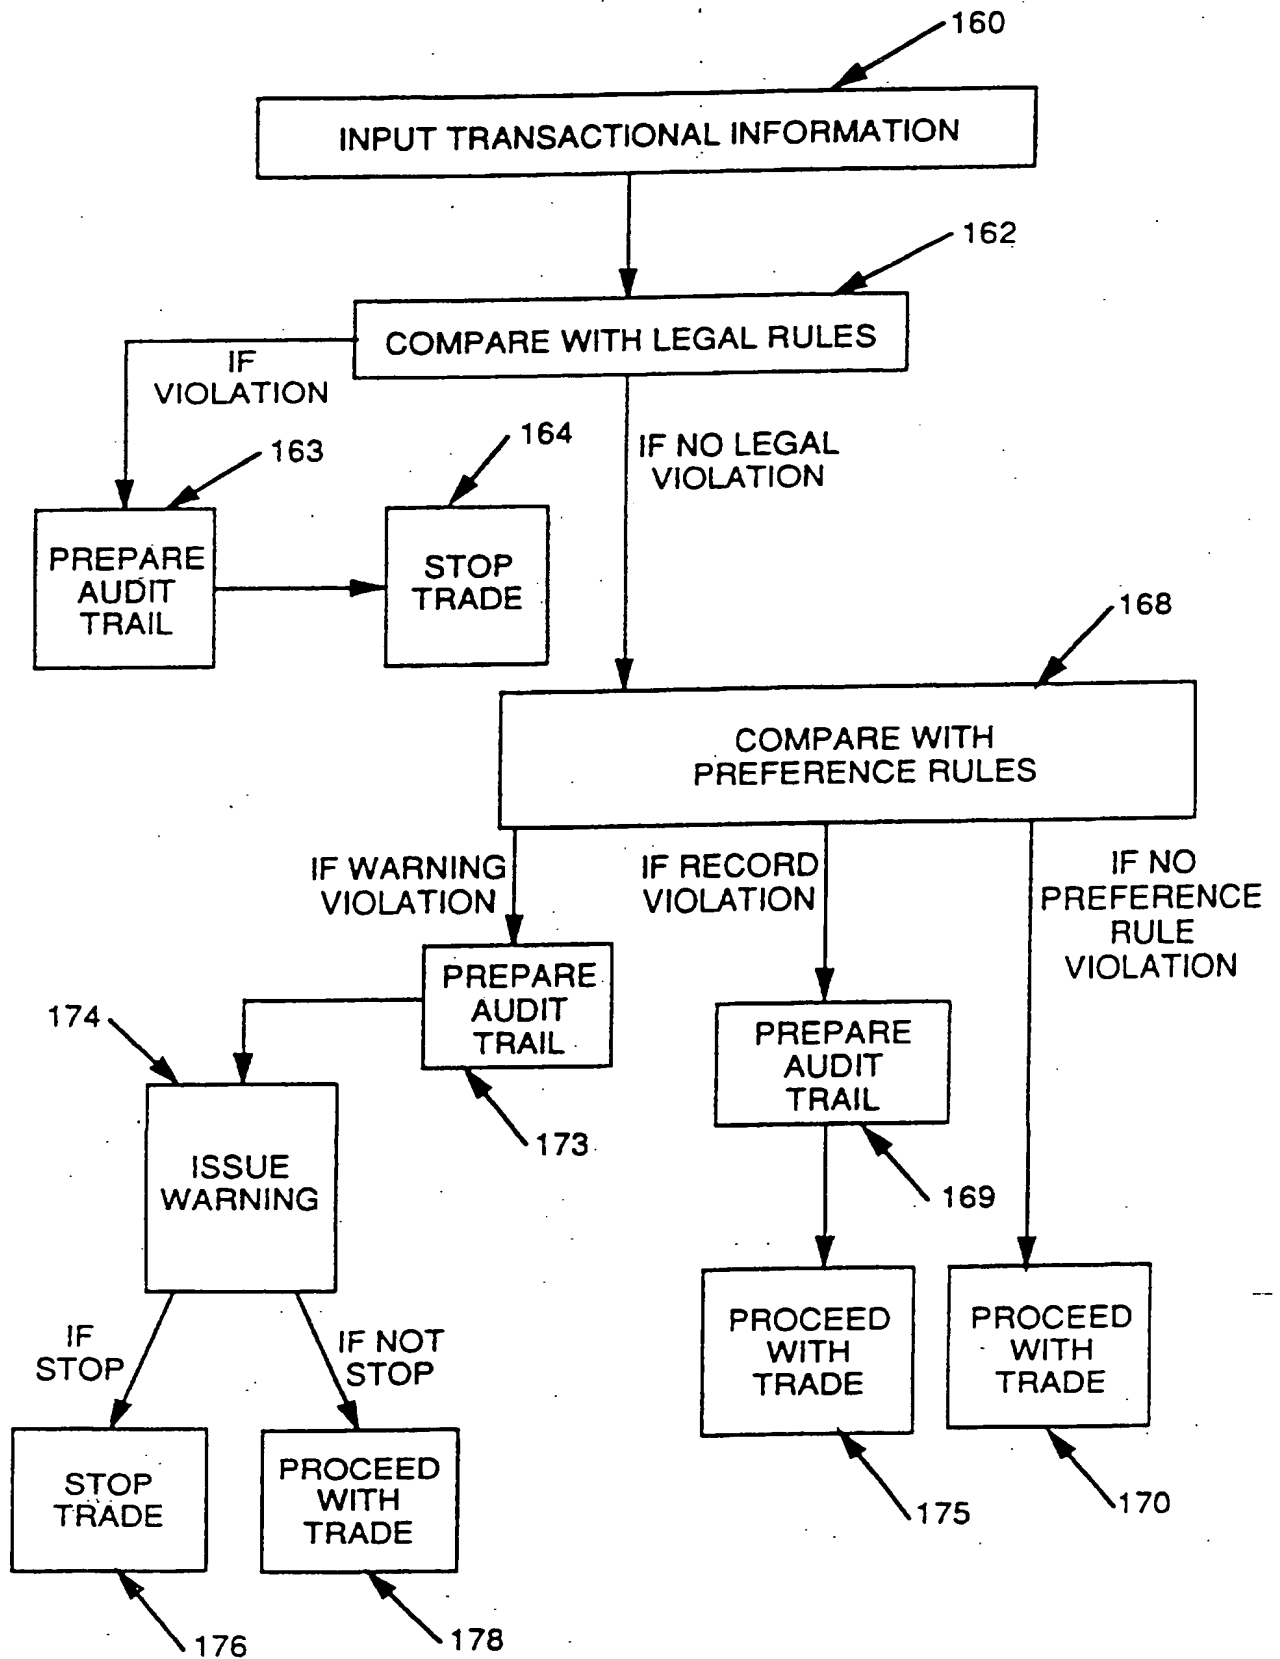 160
INPUT TRANSACTIONAL INFORMATION
162
COMPARE WITH LEGAL RULES
IF
VIOLATION
163
164
IF NO LEGAL
VIOLATION
PREPARE
AUDIT
TRAIL
STOP
TRADE
168
COMPARE WITH
PREFERENCE RULES
IF WARNING
VIOLATION
IF RECORD
VIOLATION
IF NO
PREFERENCE
RULE
VIOLATION
PREPARE
AUDIT
TRAIL
173
174
ISSUE
WARNING
PREPARE
AUDIT
TRAIL
169
IF
STOP
IF NOT
STOP
STOP
TRADE
176
PROCEED
WITH
TRADE
178
PROCEED
WITH
TRADE
175
PROCEED
WITH
TRADE
170